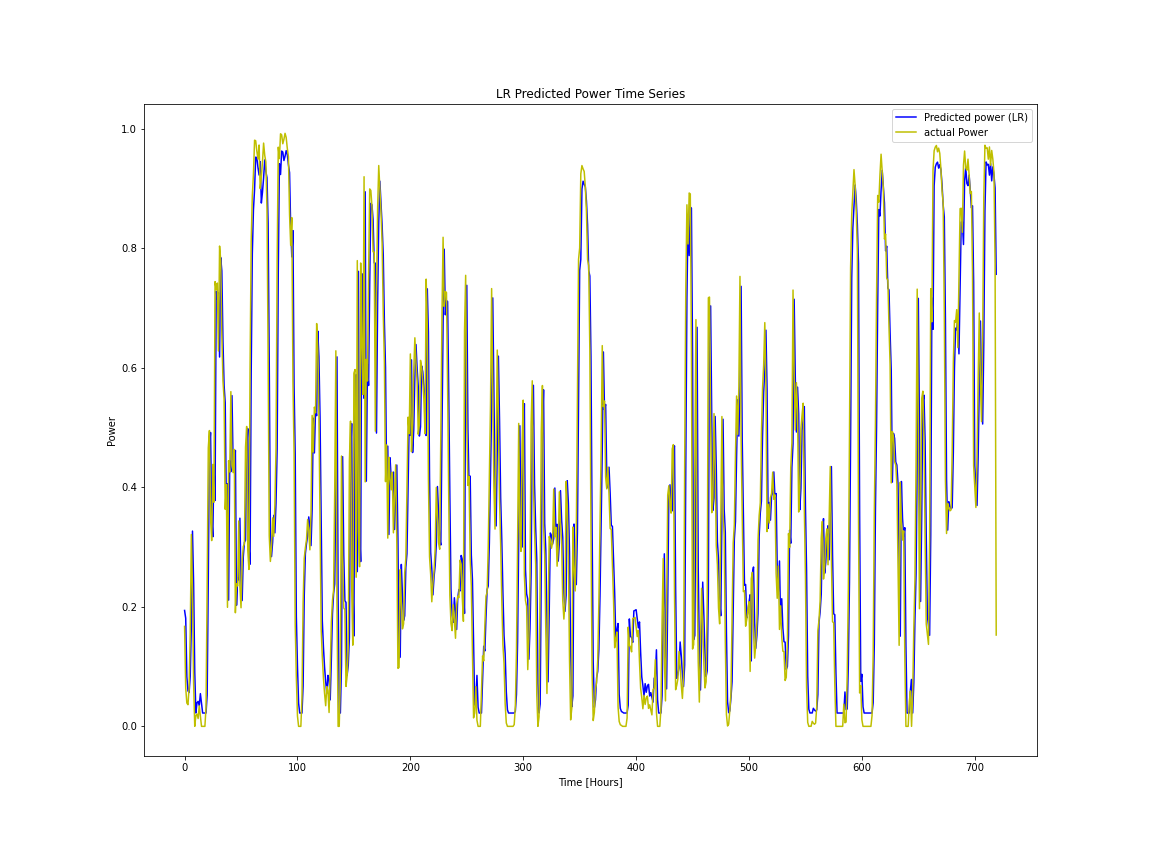 LR Predicted Power Time Series
Predicted power (LR)
actual Power
1.0
0.8
0.6
0.4
0.2
0.0
Power
0 100 200 300 400 500 600 700
Time [Hours]